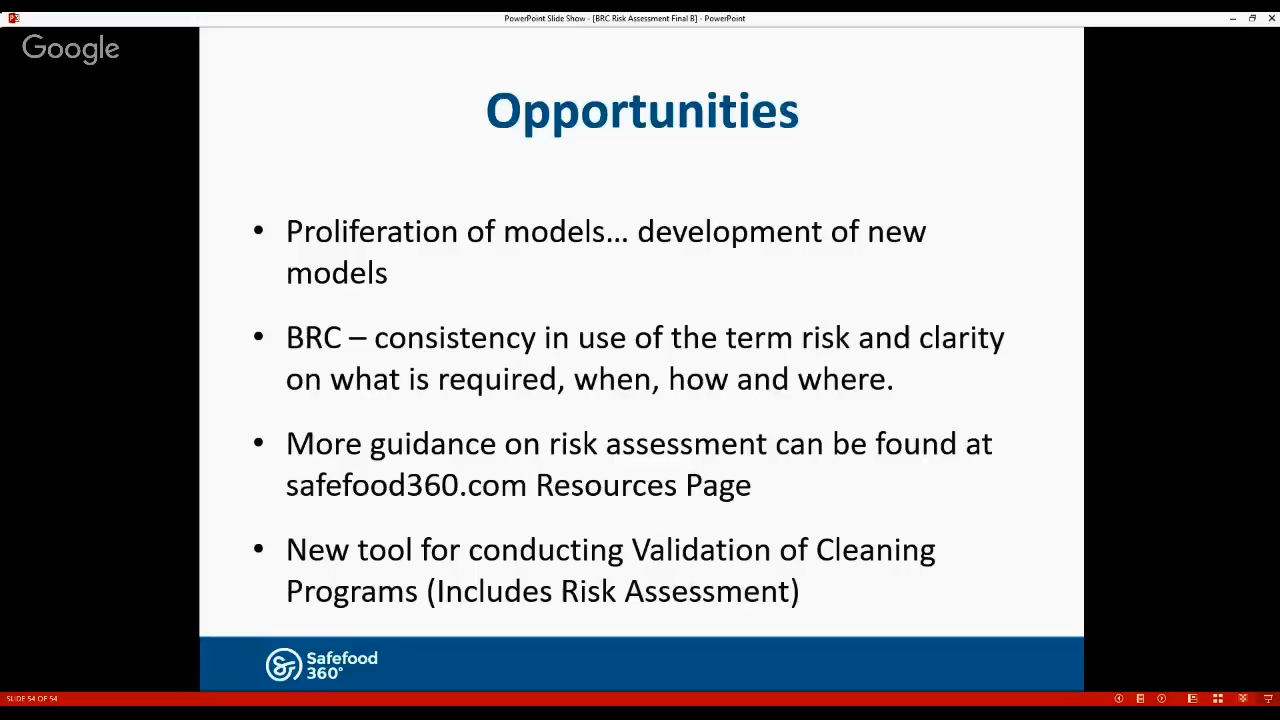 PowerPoint Slide Show - [BRC Risk Assessment Final B] - PowerPoint
Google
Opportunities
• Proliferation of models... development of new
models
• BRC – consistency in use of the term risk and clarity
on what is required, when, how and where.
• More guidance on risk assessment can be found at
safefood360.com Resources Page
• New tool for conducting Validation of Cleaning
Programs (Includes Risk Assessment)
Safefood
360°
SLIDE 54 OF 54